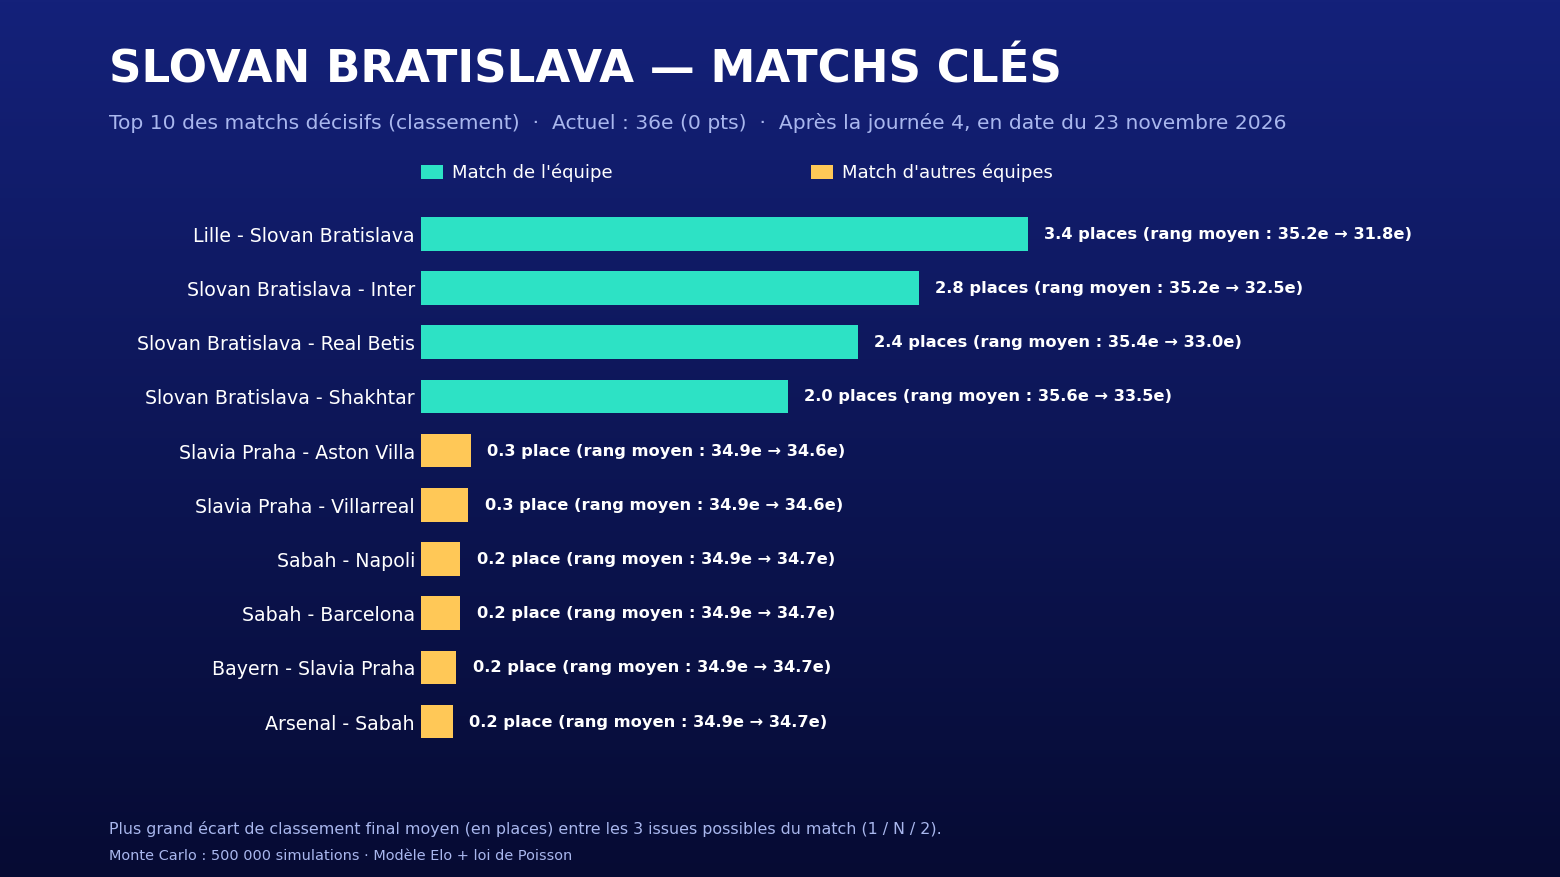 SLOVAN BRATISLAVA — MATCHS CLÉS
Top 10 des matchs décisifs (classement) · Actuel : 36e (0 pts) · Après la journée 4, en date du 23 novembre 2026
Match de l'équipe
Match d'autres équipes
Lille - Slovan Bratislava 3.4 places (rang moyen : 35.2e → 31.8e)
Slovan Bratislava - Inter 2.8 places (rang moyen : 35.2e → 32.5e)
Slovan Bratislava - Real Betis 2.4 places (rang moyen : 35.4e → 33.0e)
Slovan Bratislava - Shakhtar 2.0 places (rang moyen : 35.6e → 33.5e)
Slavia Praha - Aston Villa 0.3 place (rang moyen : 34.9e → 34.6e)
Slavia Praha - Villarreal 0.3 place (rang moyen : 34.9e → 34.6e)
Sabah - Napoli 0.2 place (rang moyen : 34.9e → 34.7e)
Sabah - Barcelona 0.2 place (rang moyen : 34.9e → 34.7e)
Bayern - Slavia Praha 0.2 place (rang moyen : 34.9e → 34.7e)
Arsenal - Sabah 0.2 place (rang moyen : 34.9e → 34.7e)
Plus grand écart de classement final moyen (en places) entre les 3 issues possibles du match (1 / N / 2).
Monte Carlo : 500 000 simulations · Modèle Elo + loi de Poisson